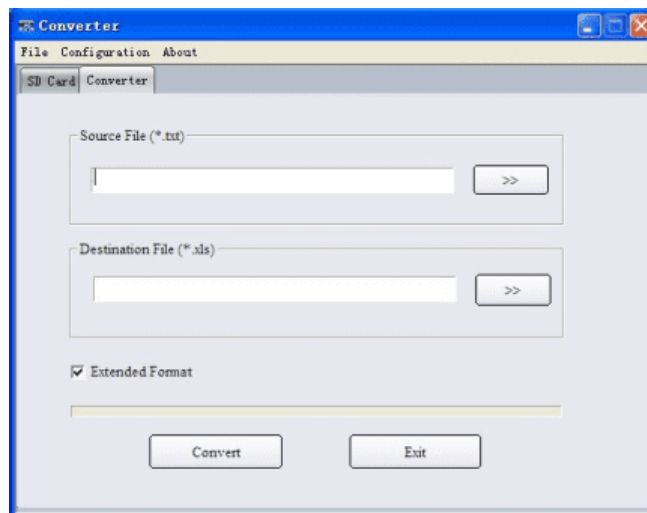 Converter
File Configuration About
SD Card Converter
Source File (*.txt)
>>
Destination File (*.xls)
>>
Extended Format
Convert Exit